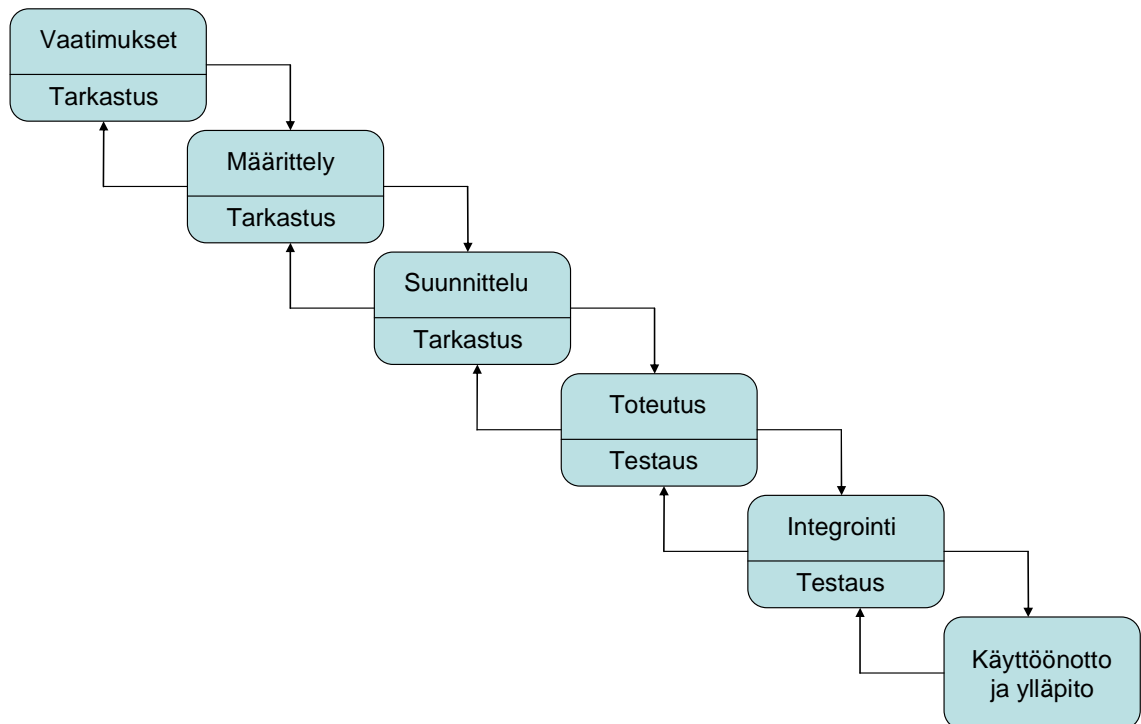 Vaatimukset
Tarkastus
Määrittely
Tarkastus
Suunnittelu
Tarkastus
Toteutus
Testaus
Integrointi
Testaus
Käyttöönotto
ja ylläpito